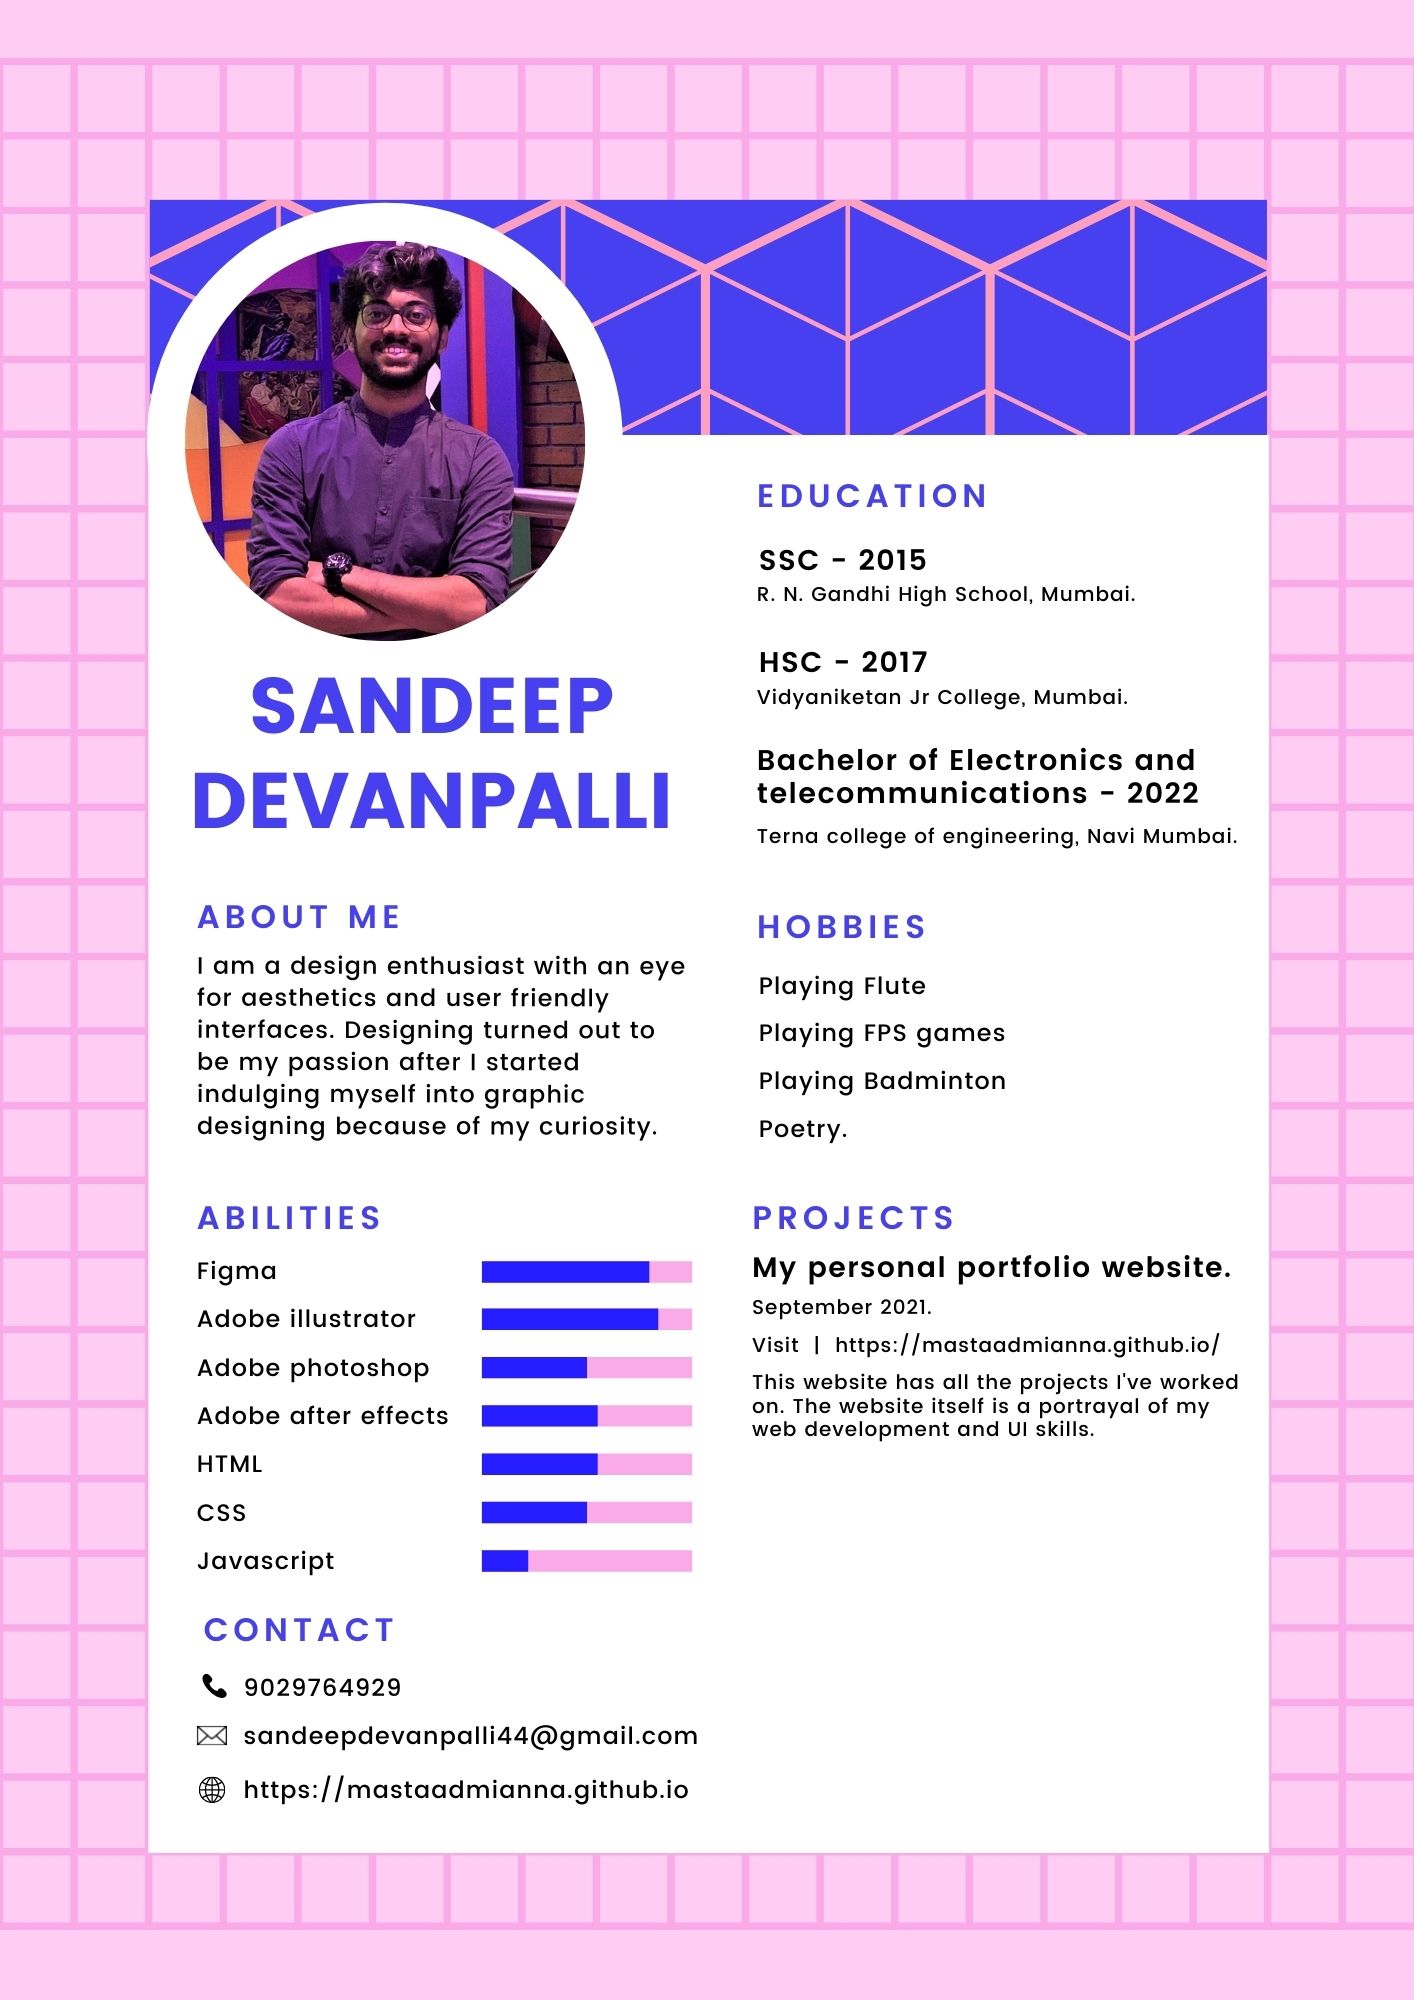 SANDEEP
DEVANPALLI
ABOUT ME
I am a design enthusiast with an eye
for aesthetics and user friendly
interfaces. Designing turned out to
be my passion after I started
indulging myself into graphic
designing because of my curiosity.
ABILITIES
Figma
Adobe illustrator
Adobe photoshop
Adobe after effects
HTML
CSS
Javascript
CONTACT
9029764929
sandeepdevanpalli44@gmail.com
https://mastaadmianna.github.io
EDUCATION
SSC - 2015
R. N. Gandhi High School, Mumbai.
HSC - 2017
Vidyaniketan Jr College, Mumbai.
Bachelor of Electronics and
telecommunications - 2022
Terna college of engineering, Navi Mumbai.
HOBBIES
Playing Flute
Playing FPS games
Playing Badminton
Poetry.
PROJECTS
My personal portfolio website.
September 2021.
Visit | https://mastaadmianna.github.io/
This website has all the projects I've worked
on. The website itself is a portrayal of my
web development and UI skills.